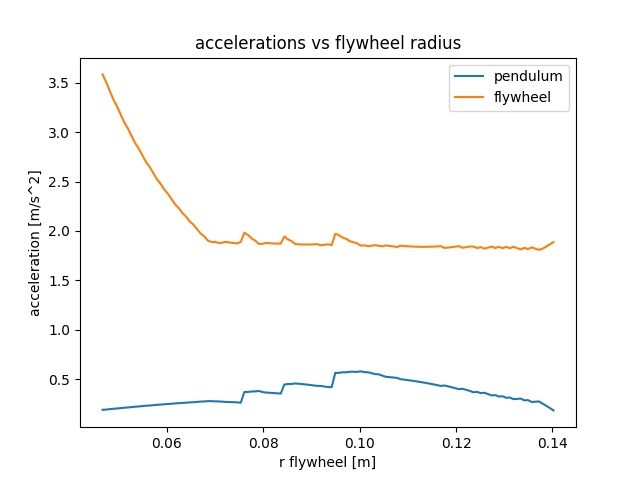 accelerations vs flywheel radius
pendulum
flywheel
acceleration [m/s^2]
3.5
3.0
2.5
2.0
1.5
1.0
0.5
0.06
0.08
0.10
0.12
0.14
r flywheel [m]